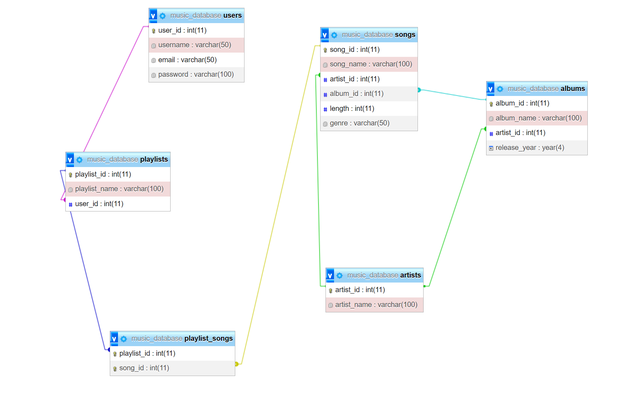 music_database users
user_id : int(11)
username : varchar(50)
email : varchar(50)
password : varchar(100)
music_database songs
song_id : int(11)
song_name : varchar(100)
artist_id : int(11)
album_id : int(11)
length : int(11)
genre : varchar(50)
music_database albums
album_id : int(11)
album_name : varchar(100)
artist_id : int(11)
release_year : year(4)
music_database playlists
playlist_id : int(11)
playlist_name : varchar(100)
user_id : int(11)
music_database artists
artist_id : int(11)
artist_name : varchar(100)
music_database playlist_songs
playlist_id : int(11)
song_id : int(11)